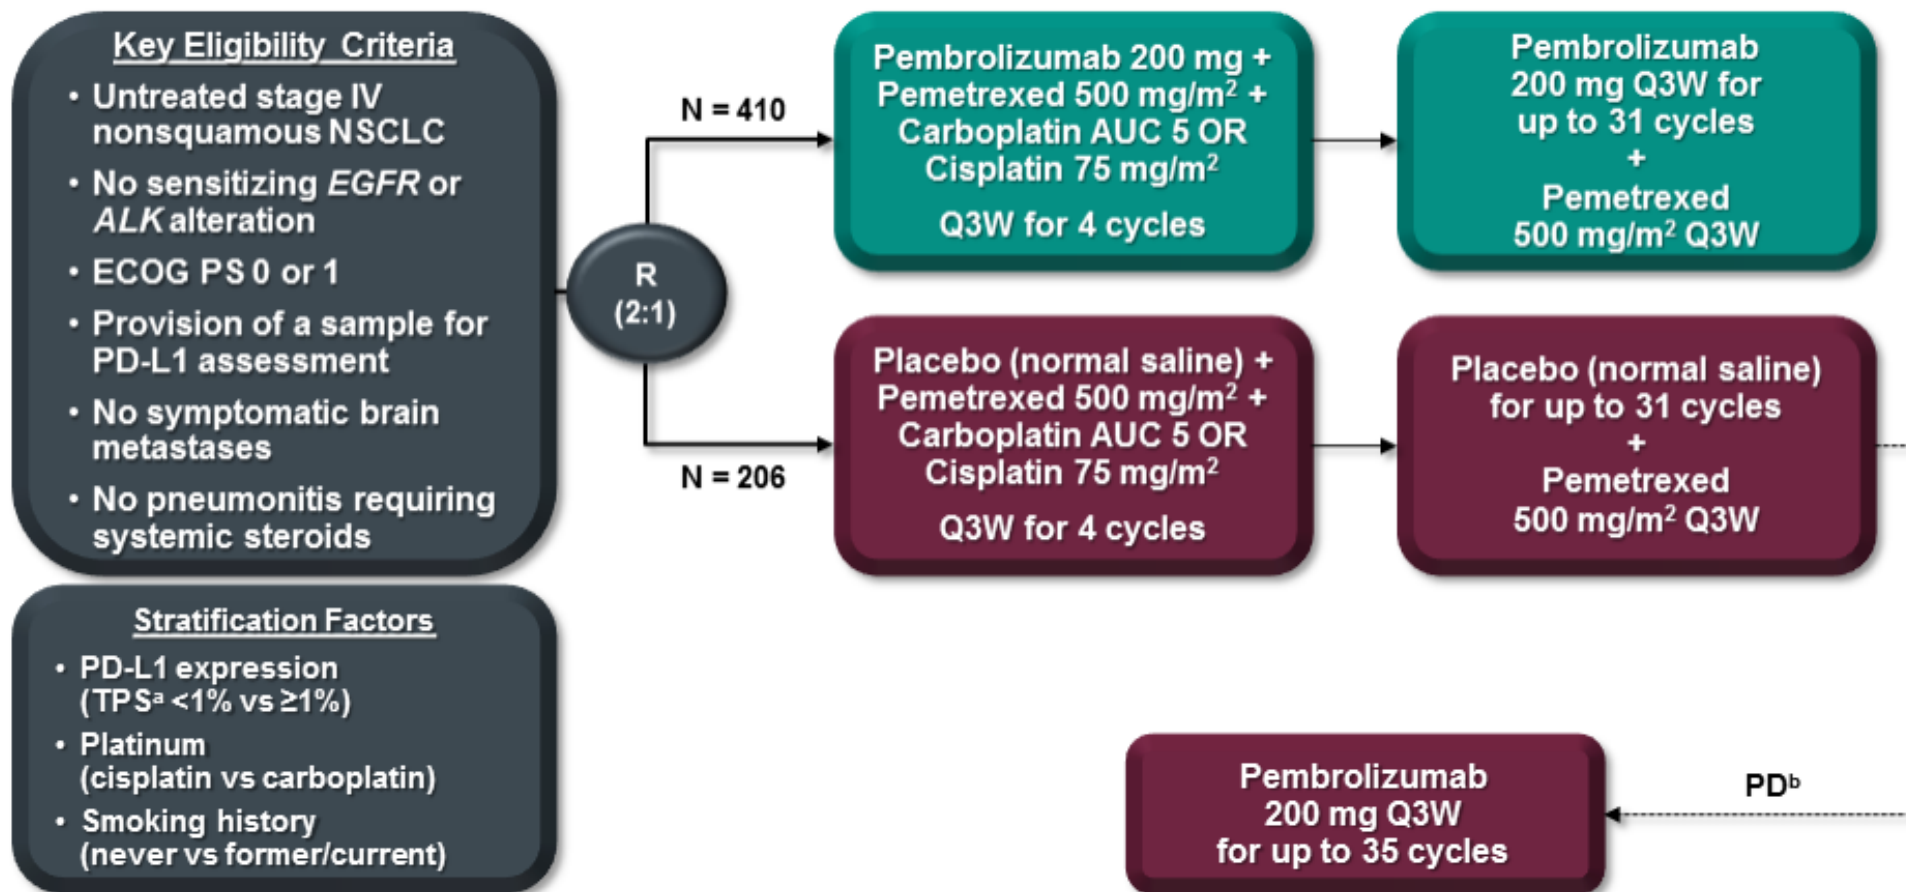 Key Eligibility Criteria
• Untreated stage IV
nonsquamous NSCLC
• No sensitizing EGFR or
ALK alteration
• ECOG PS 0 or 1
• Provision of a sample for
PD-L1 assessment
• No symptomatic brain
metastases
• No pneumonitis requiring
systemic steroids
Stratification Factors
• PD-L1 expression
(TPSᵃ <1% vs ≥1%)
• Platinum
(cisplatin vs carboplatin)
• Smoking history
(never vs former/current)
R
(2:1)
N = 410
Pembrolizumab 200 mg +
Pemetrexed 500 mg/m² +
Carboplatin AUC 5 OR
Cisplatin 75 mg/m²
Q3W for 4 cycles
Pembrolizumab
200 mg Q3W for
up to 31 cycles
+
Pemetrexed
500 mg/m² Q3W
N = 206
Placebo (normal saline) +
Pemetrexed 500 mg/m² +
Carboplatin AUC 5 OR
Cisplatin 75 mg/m²
Q3W for 4 cycles
Placebo (normal saline)
for up to 31 cycles
+
Pemetrexed
500 mg/m² Q3W
PDᵇ
Pembrolizumab
200 mg Q3W
for up to 35 cycles